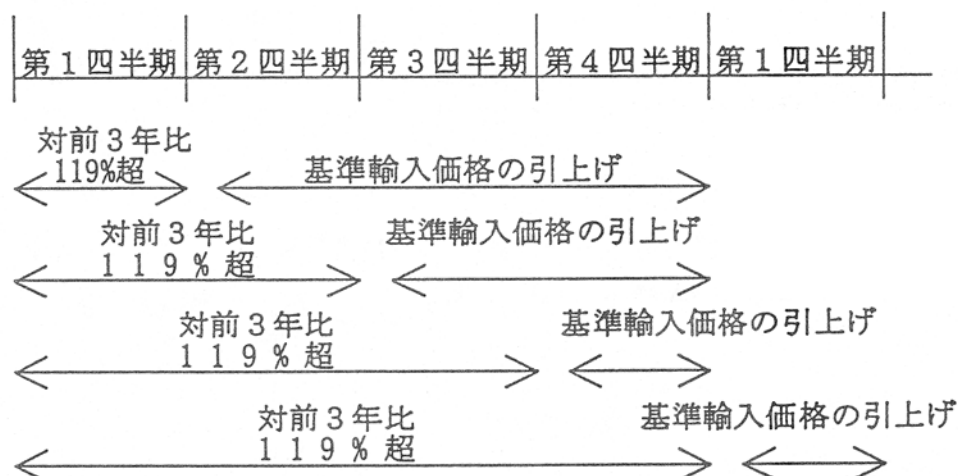 第1四半期 第2四半期 第3四半期 第4四半期 第1四半期
対前3年比
119%超 基準輸入価格の引上げ
対前3年比 基準輸入価格の引上げ
119%超
対前3年比 基準輸入価格の引上げ
119%超
対前3年比 基準輸入価格の引上げ
119%超